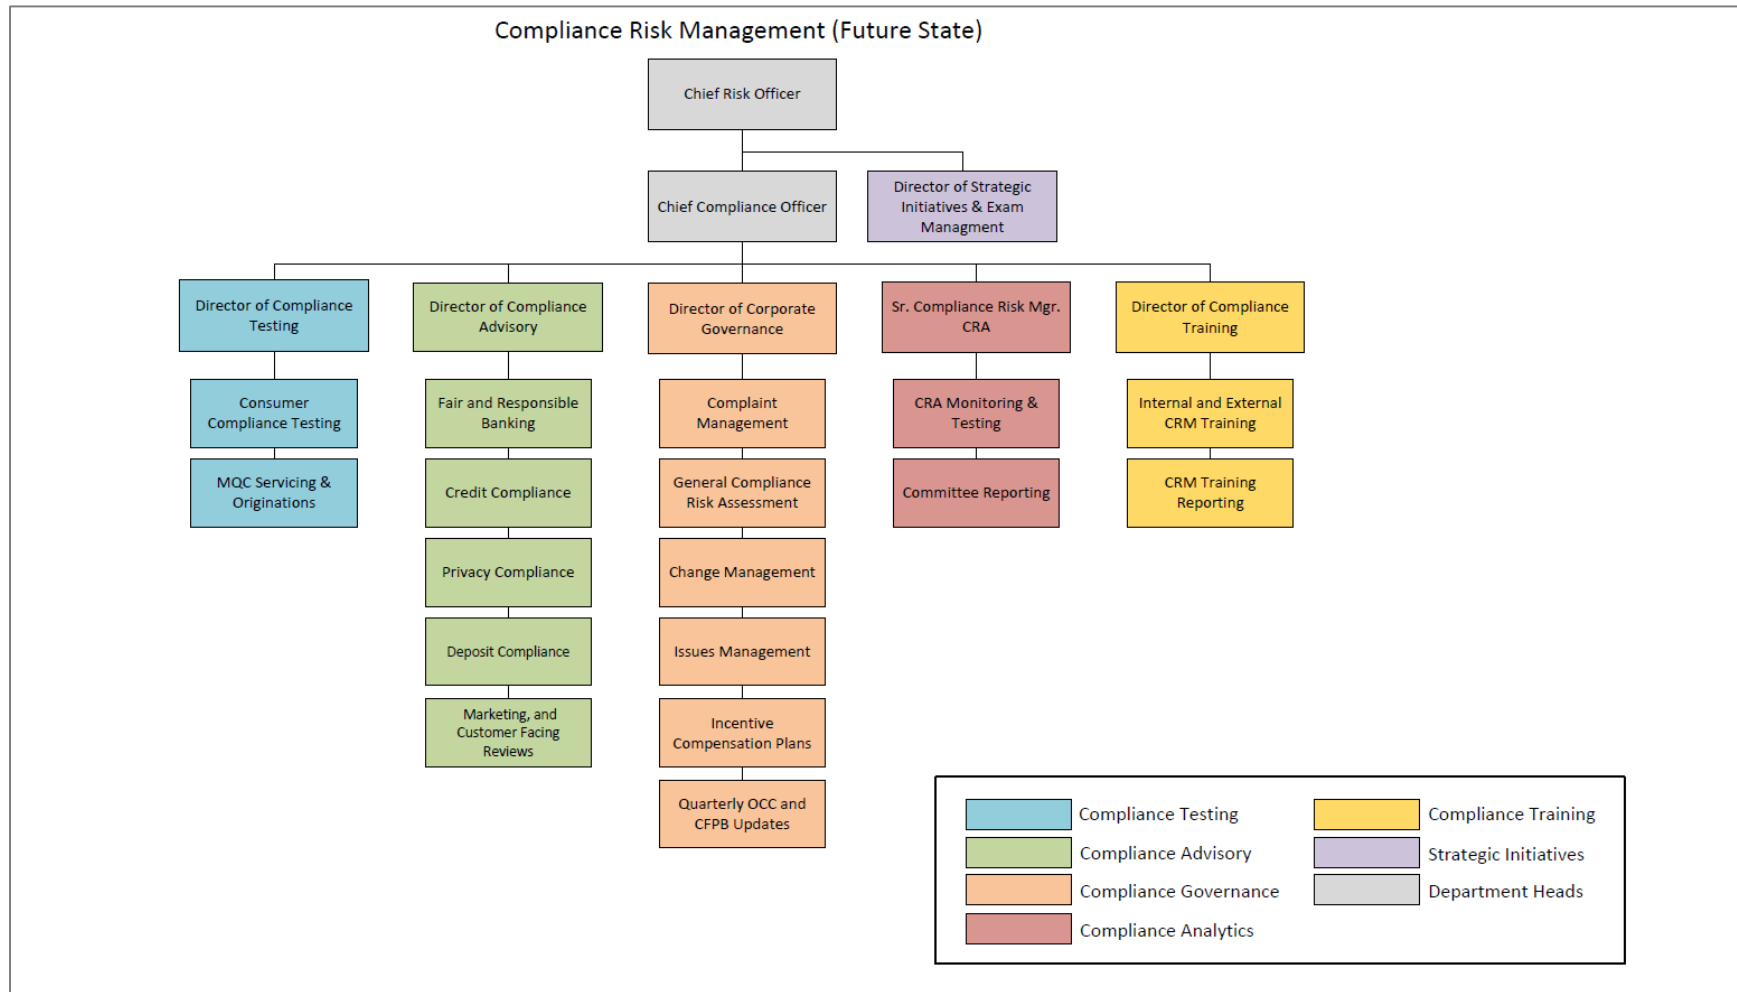 Compliance Risk Management (Future State)
Chief Risk Officer
Chief Compliance Officer
Director of Strategic
Initiatives & Exam
Managment
Director of Compliance
Testing
Director of Compliance
Advisory
Director of Corporate
Governance
Sr. Compliance Risk Mgr.
CRA
Director of Compliance
Training
Consumer
Compliance Testing
MQC Servicing &
Originations
Fair and Responsible
Banking
Credit Compliance
Privacy Compliance
Deposit Compliance
Marketing, and
Customer Facing
Reviews
Complaint
Management
General Compliance
Risk Assessment
Change Management
Issues Management
Incentive
Compensation Plans
Quarterly OCC and
CFPB Updates
CRA Monitoring &
Testing
Committee Reporting
Internal and External
CRM Training
CRM Training
Reporting
Compliance Testing
Compliance Advisory
Compliance Governance
Compliance Analytics
Compliance Training
Strategic Initiatives
Department Heads